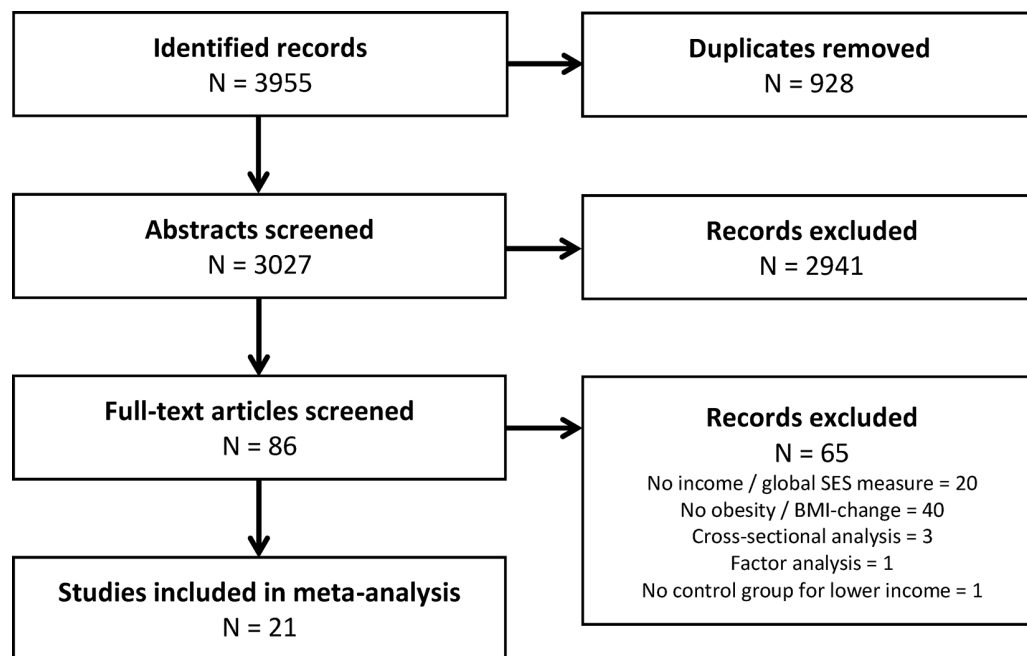 Identified records
N = 3955
Duplicates removed
N = 928
Abstracts screened
N = 3027
Records excluded
N = 2941
Full-text articles screened
N = 86
Records excluded
N = 65
No income / global SES measure = 20
No obesity / BMI-change = 40
Cross-sectional analysis = 3
Factor analysis = 1
No control group for lower income = 1
Studies included in meta-analysis
N = 21